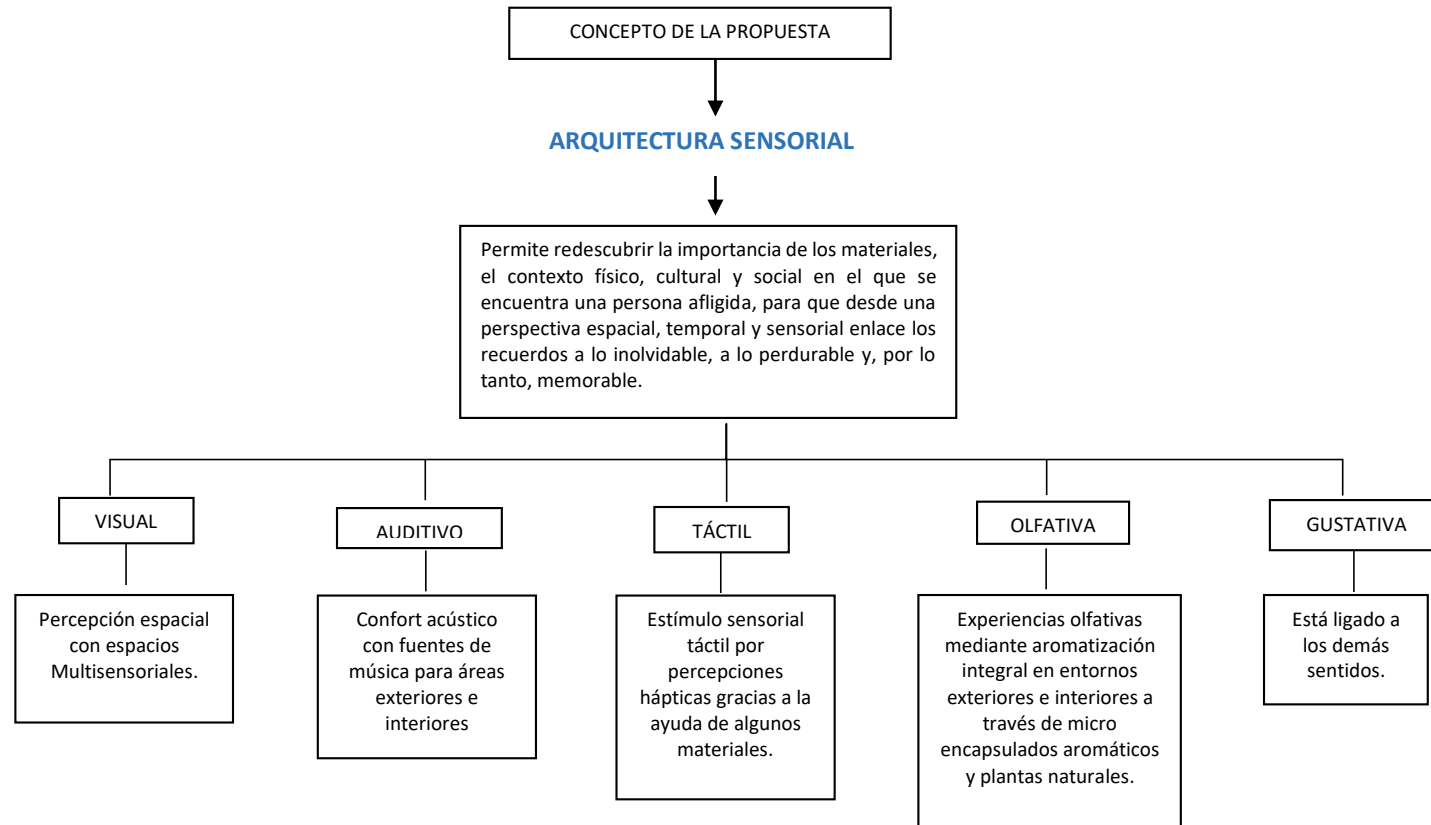 CONCEPTO DE LA PROPUESTA
ARQUITECTURA SENSORIAL
Permite redescubrir la importancia de los materiales,
el contexto físico, cultural y social en el que se
encuentra una persona afligida, para que desde una
perspectiva espacial, temporal y sensorial enlace los
recuerdos a lo inolvidable, a lo perdurable y, por lo
tanto, memorable.
VISUAL
Percepción espacial
con espacios
Multisensoriales.
AUDITIVO
Confort acústico
con fuentes de
música para áreas
exteriores e
interiores
TÁCTIL
Estímulo sensorial
táctil por
percepciones
hápticas gracias a la
ayuda de algunos
materiales.
OLFATIVA
Experiencias olfativas
mediante aromatización
integral en entornos
exteriores e interiores a
través de micro
encapsulados aromáticos
y plantas naturales.
GUSTATIVA
Está ligado a
los demás
sentidos.